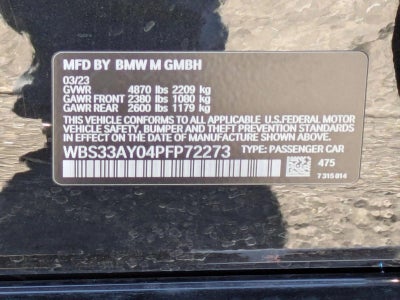 MFD BY BMW M GMBH
03/23
GVWR 4870 lbs 2209 kg
GAWR FRONT 2380 lbs 1080 kg
GAWR REAR 2600 lbs 1179 kg
THIS VEHICLE CONFORMS TO ALL APPLICABLE U.S.FEDERAL MOTOR
VEHICLE SAFETY, BUMPER, AND THEFT PREVENTION STANDARDS
IN EFFECT ON THE DATE OF MANUFACTURE SHOWN ABOVE.
WBS33AY04PFP72273 TYPE: PASSENGER CAR
475
7 315 014